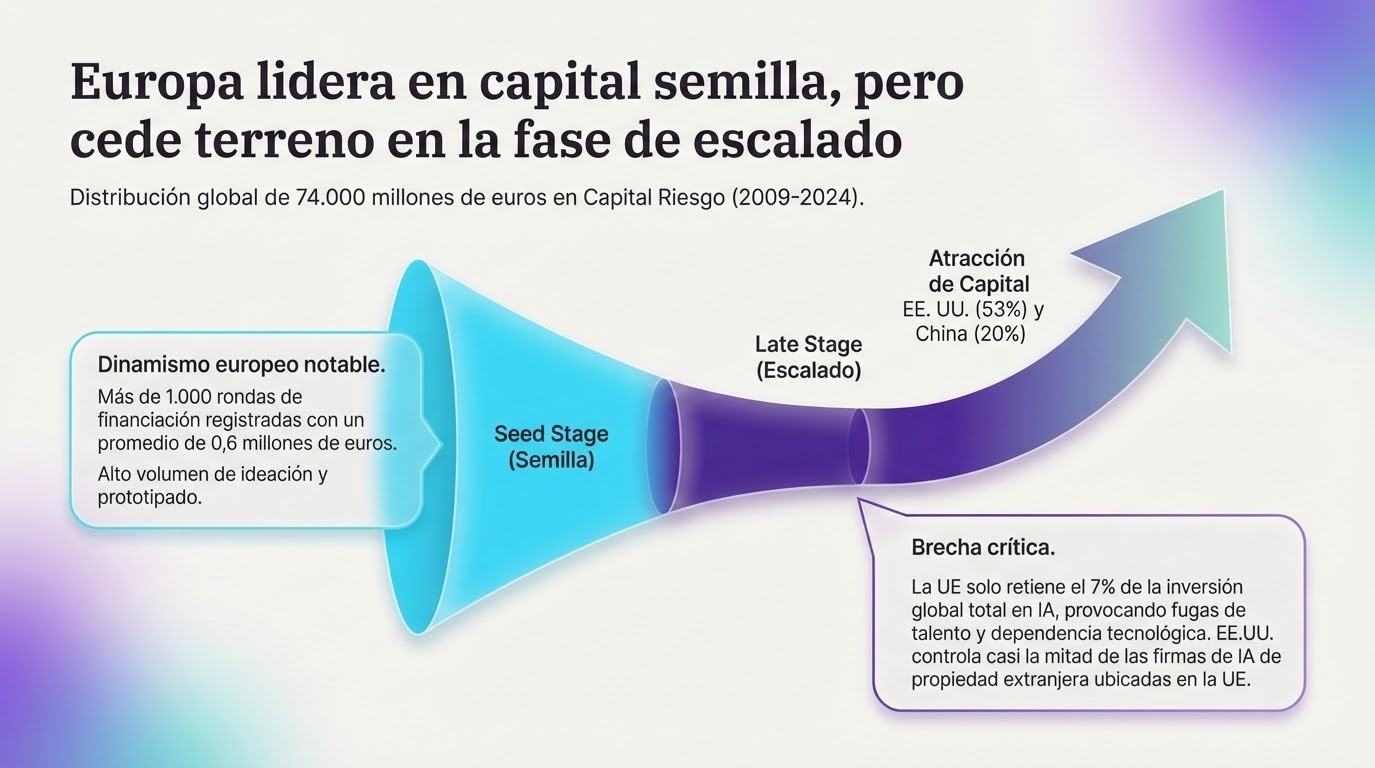 Europa lidera en capital semilla, pero
cede terreno en la fase de escalado
Distribución global de 74.000 millones de euros en Capital Riesgo (2009-2024).
Dinamismo europeo notable.
Más de 1.000 rondas de
financiación registradas con un
promedio de 0,6 millones de euros.
Alto volumen de ideación y
prototipado.
Seed Stage
(Semilla)
Late Stage
(Escalado)
Atracción
de Capital
EE. UU. (53%) y
China (20%)
Brecha crítica.
La UE solo retiene el 7% de la inversión
global total en IA, provocando fugas de
talento y dependencia tecnológica. EE.UU.
controla casi la mitad de las firmas de IA de
propiedad extranjera ubicadas en la UE.